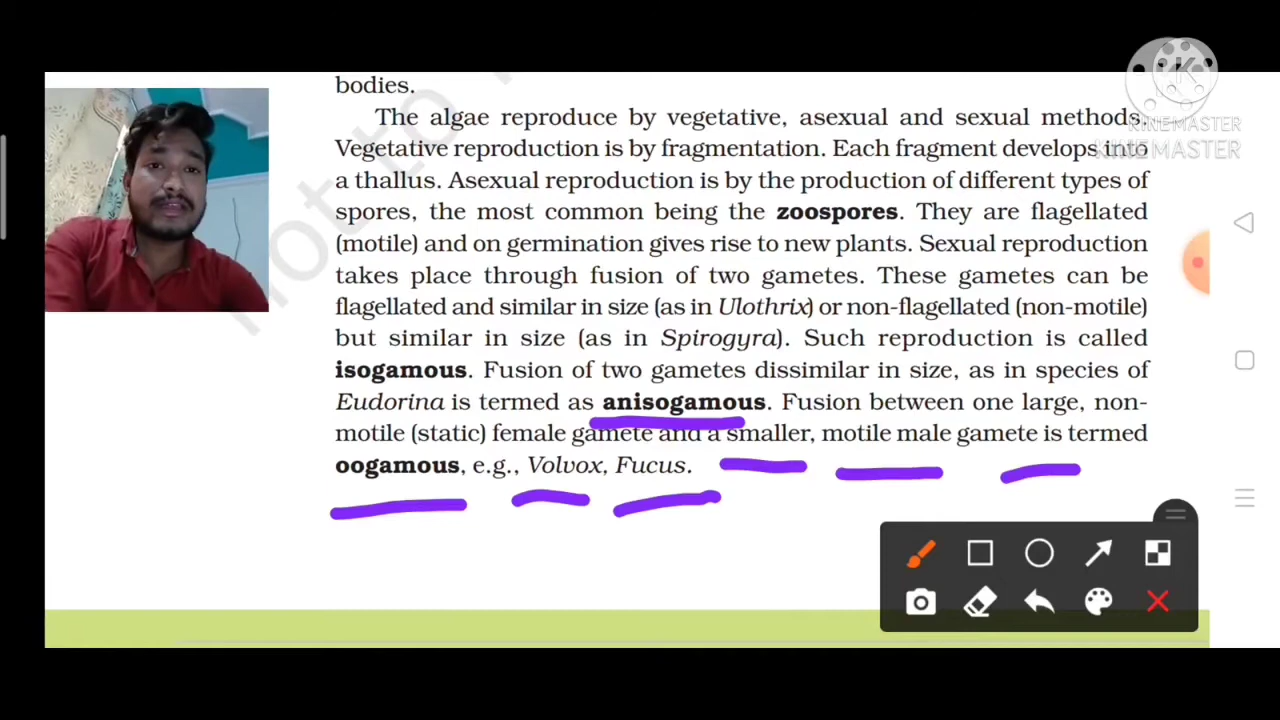 bodies.
The algae reproduce by vegetative, asexual and sexual methods.
Vegetative reproduction is by fragmentation. Each fragment develops into
a thallus. Asexual reproduction is by the production of different types of
spores, the most common being the zoospores. They are flagellated
(motile) and on germination gives rise to new plants. Sexual reproduction
takes place through fusion of two gametes. These gametes can be
flagellated and similar in size (as in Ulothrix) or non-flagellated (non-motile)
but similar in size (as in Spirogyra). Such reproduction is called
isogamous. Fusion of two gametes dissimilar in size, as in species of
Eudorina is termed as anisogamous. Fusion between one large, non-
motile (static) female gamete and a smaller, motile male gamete is termed
oogamous, e.g., Volvox, Fucus.
not to
K
KINEMASTER
KINEMASTER